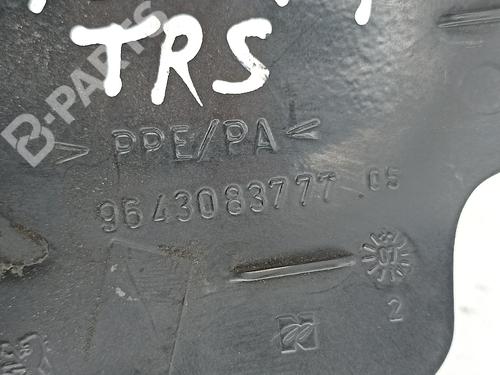 TRS
B-PARTS
> PPE/PA <
9643083777 05
2